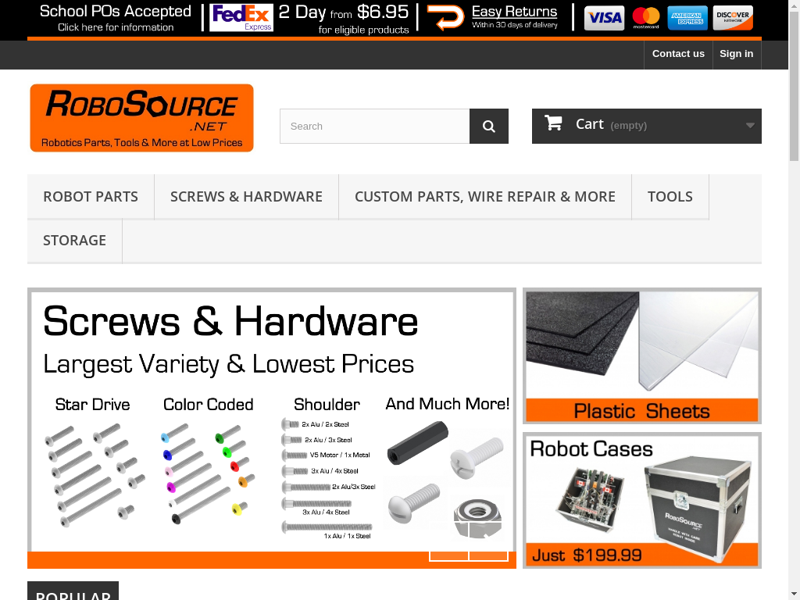 School POs Accepted
Click here for information
FedEx
Express
2 Day from $6.95
for eligible products
Easy Returns
Within 30 days of delivery
VISA
mastercard
AMERICAN EXPRESS
DISCOVER
NETWORK
Contact us
Sign in
ROBOSOURCE
.NET
Robotics Parts, Tools & More at Low Prices
Search
Cart (empty)
ROBOT PARTS
SCREWS & HARDWARE
CUSTOM PARTS, WIRE REPAIR & MORE
TOOLS
STORAGE
Screws & Hardware
Largest Variety & Lowest Prices
Star Drive
Color Coded
Shoulder
And Much More!
2x Alu / 2x Steel
2x Alu / 3x Steel
V5 Motor / 1x Metal
3x Alu / 4x Steel
2x Alu/3x Steel
3x Alu / 4x Steel
1x Alu / 1x Steel
Plastic Sheets
Robot Cases
ROBOSOURCE
.NET
Just $199.99
POPULAR